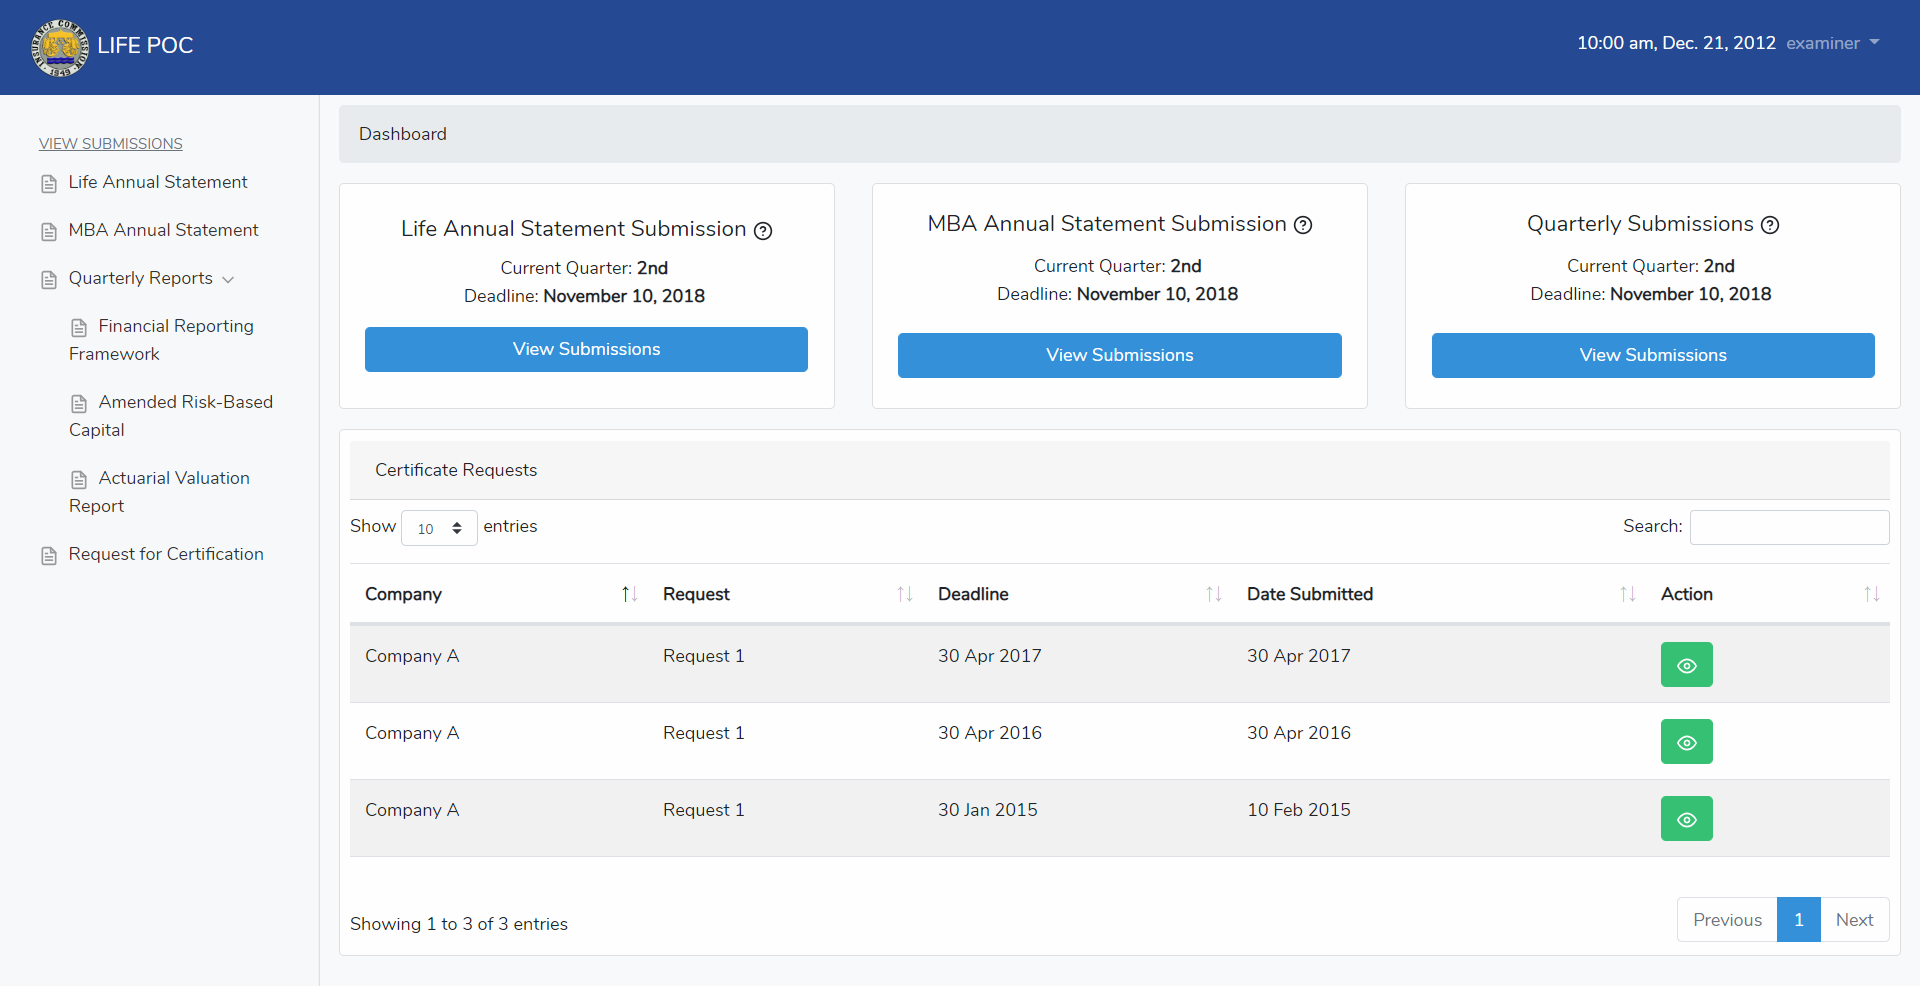 INSURANCE COMMISSION
1949
LIFE POC
10:00 am, Dec. 21, 2012 examiner
VIEW SUBMISSIONS
Life Annual Statement
MBA Annual Statement
Quarterly Reports
Financial Reporting
Framework
Amended Risk-Based
Capital
Actuarial Valuation
Report
Request for Certification
Dashboard
Life Annual Statement Submission
Current Quarter: 2nd
Deadline: November 10, 2018
View Submissions
MBA Annual Statement Submission
Current Quarter: 2nd
Deadline: November 10, 2018
View Submissions
Quarterly Submissions
Current Quarter: 2nd
Deadline: November 10, 2018
View Submissions
Certificate Requests
Show 10 entries
Search:
Company Request Deadline Date Submitted Action
Company A Request 1 30 Apr 2017 30 Apr 2017
Company A Request 1 30 Apr 2016 30 Apr 2016
Company A Request 1 30 Jan 2015 10 Feb 2015
Showing 1 to 3 of 3 entries
Previous 1 Next